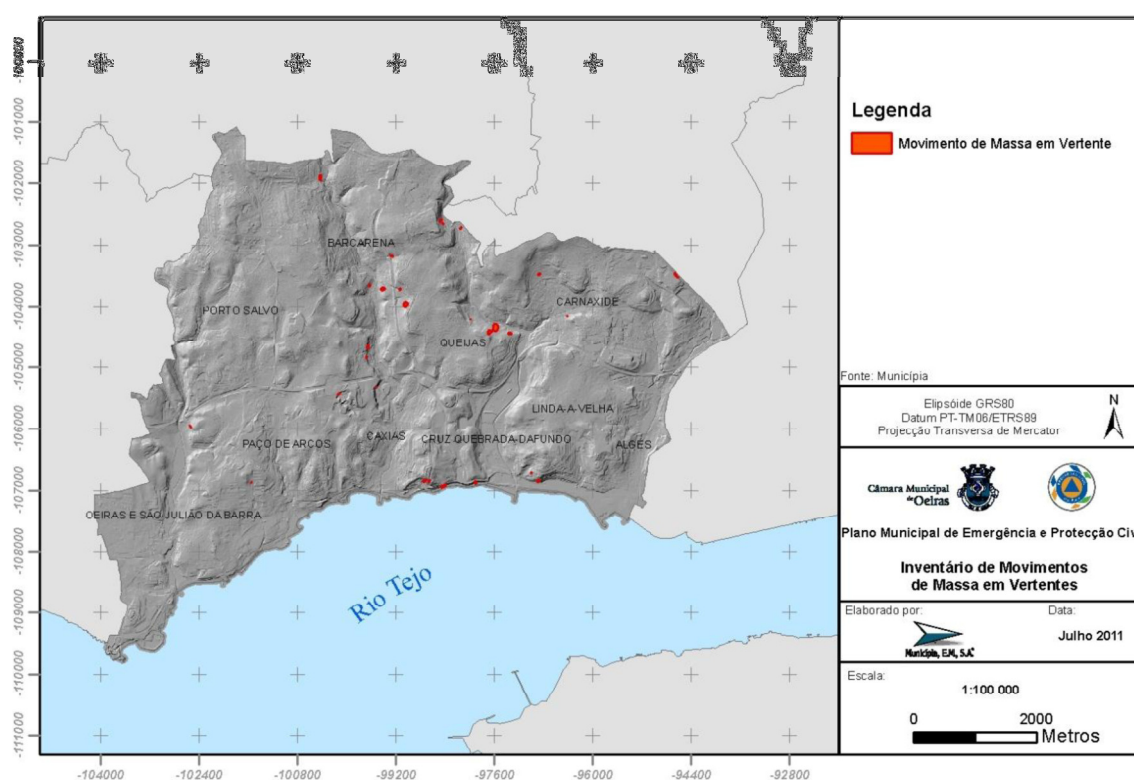 -101000
-102000
-103000
-104000
-105000
-106000
-107000
-108000
-109000
-110000
-111000
-104000
-102400
-100800
-99200
-97600
-96000
-94400
-92800
BARCARENA
PORTO SALVO
CARNAXIDE
QUEIJAS
LINDA-A-VELHA
PAÇO DE ARCOS
CAXIAS
CRUZ QUEBRADA-DAFUNDO
ALGÉS
OEIRAS E SÃO JULIÃO DA BARRA
Rio Tejo
Legenda
Movimento de Massa em Vertente
Fonte: Municípia
Elipsóide GRS80
Datum PT-TM06/ETRS89
Projecção Transversa de Mercator
N
Câmara Municipal
de Oeiras
Plano Municipal de Emergência e Protecção Civ
Inventário de Movimentos
de Massa em Vertentes
Elaborado por:
Data:
Municípia, E.M., S.A.
Julho 2011
Escala:
1:100 000
0 2000
Metros